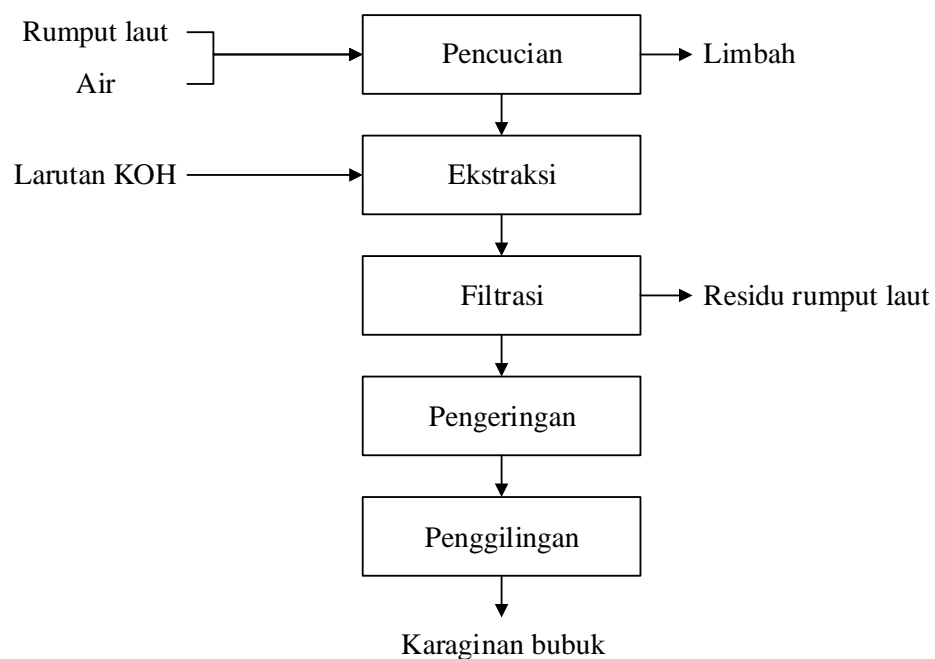 Rumput laut
Air
Pencucian
Limbah
Larutan KOH
Ekstraksi
Filtrasi
Residu rumput laut
Pengeringan
Penggilingan
Karaginan bubuk